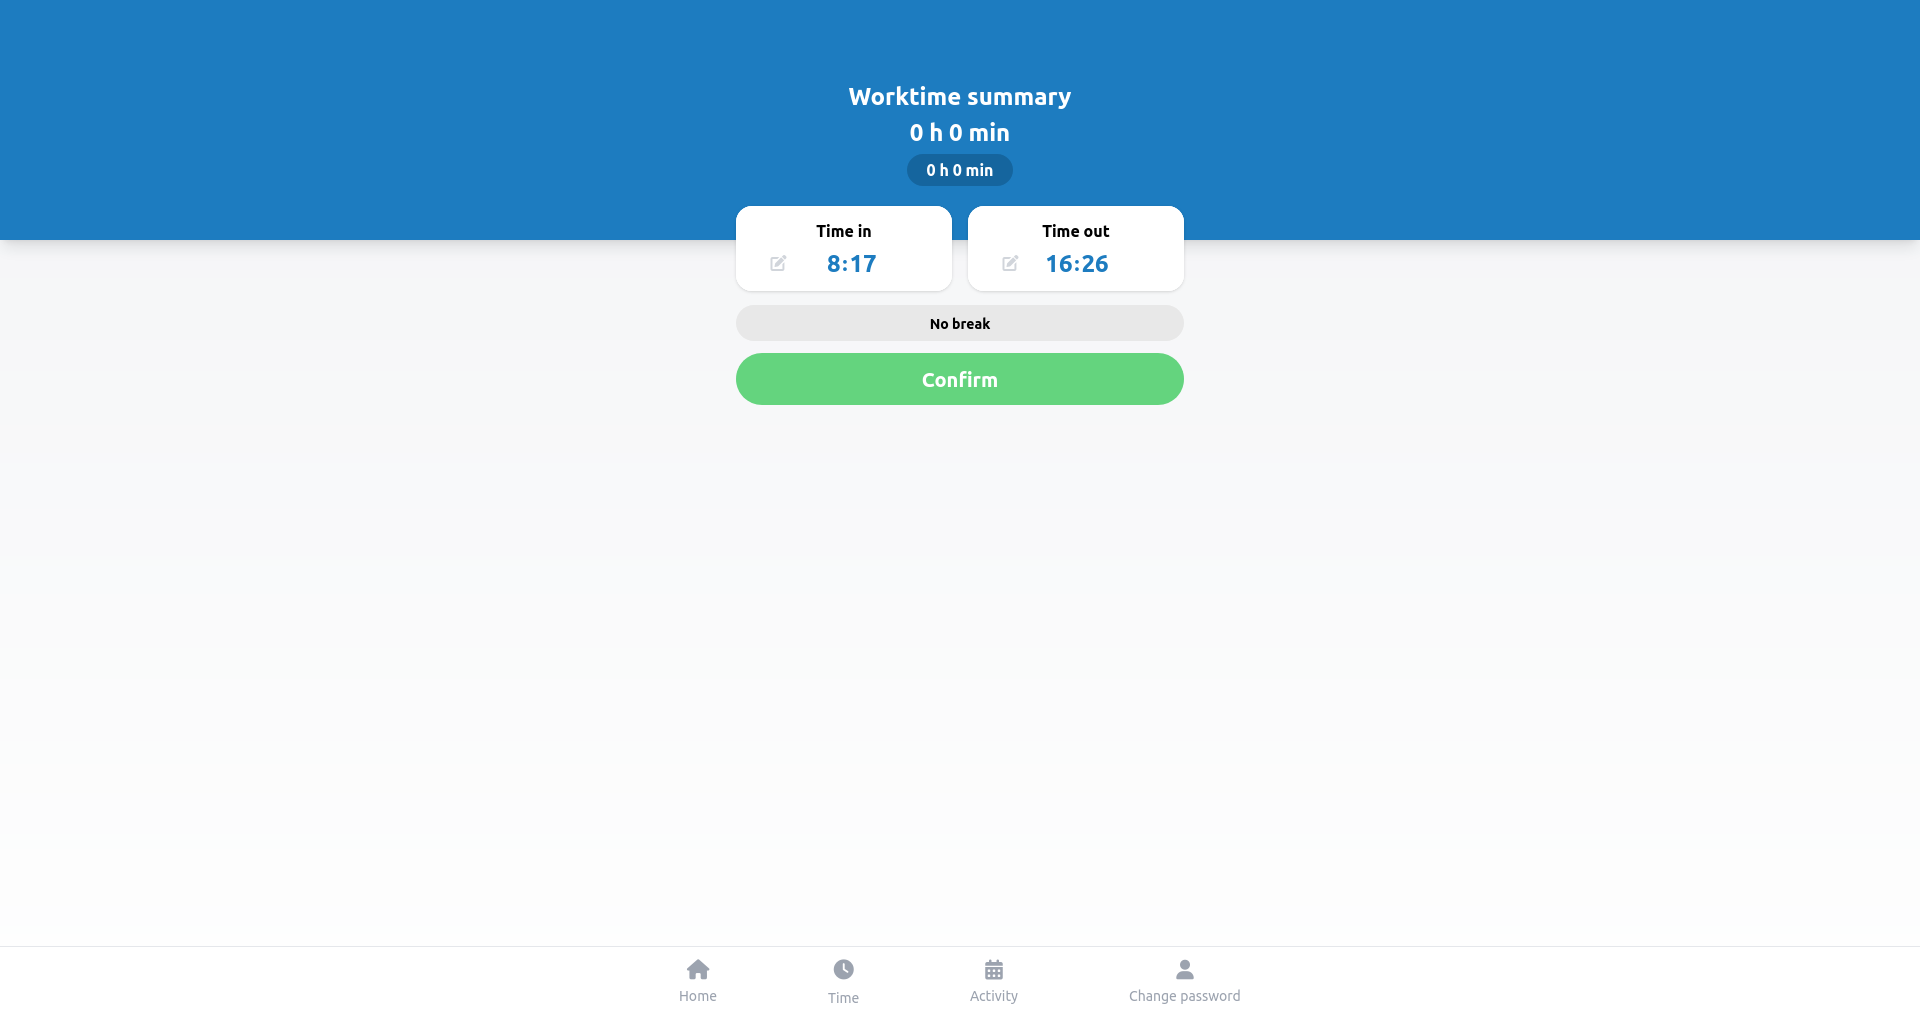 Worktime summary
0 h 0 min
0 h 0 min
Time in
8:17
Time out
16:26
No break
Confirm
Home
Time
Activity
Change password